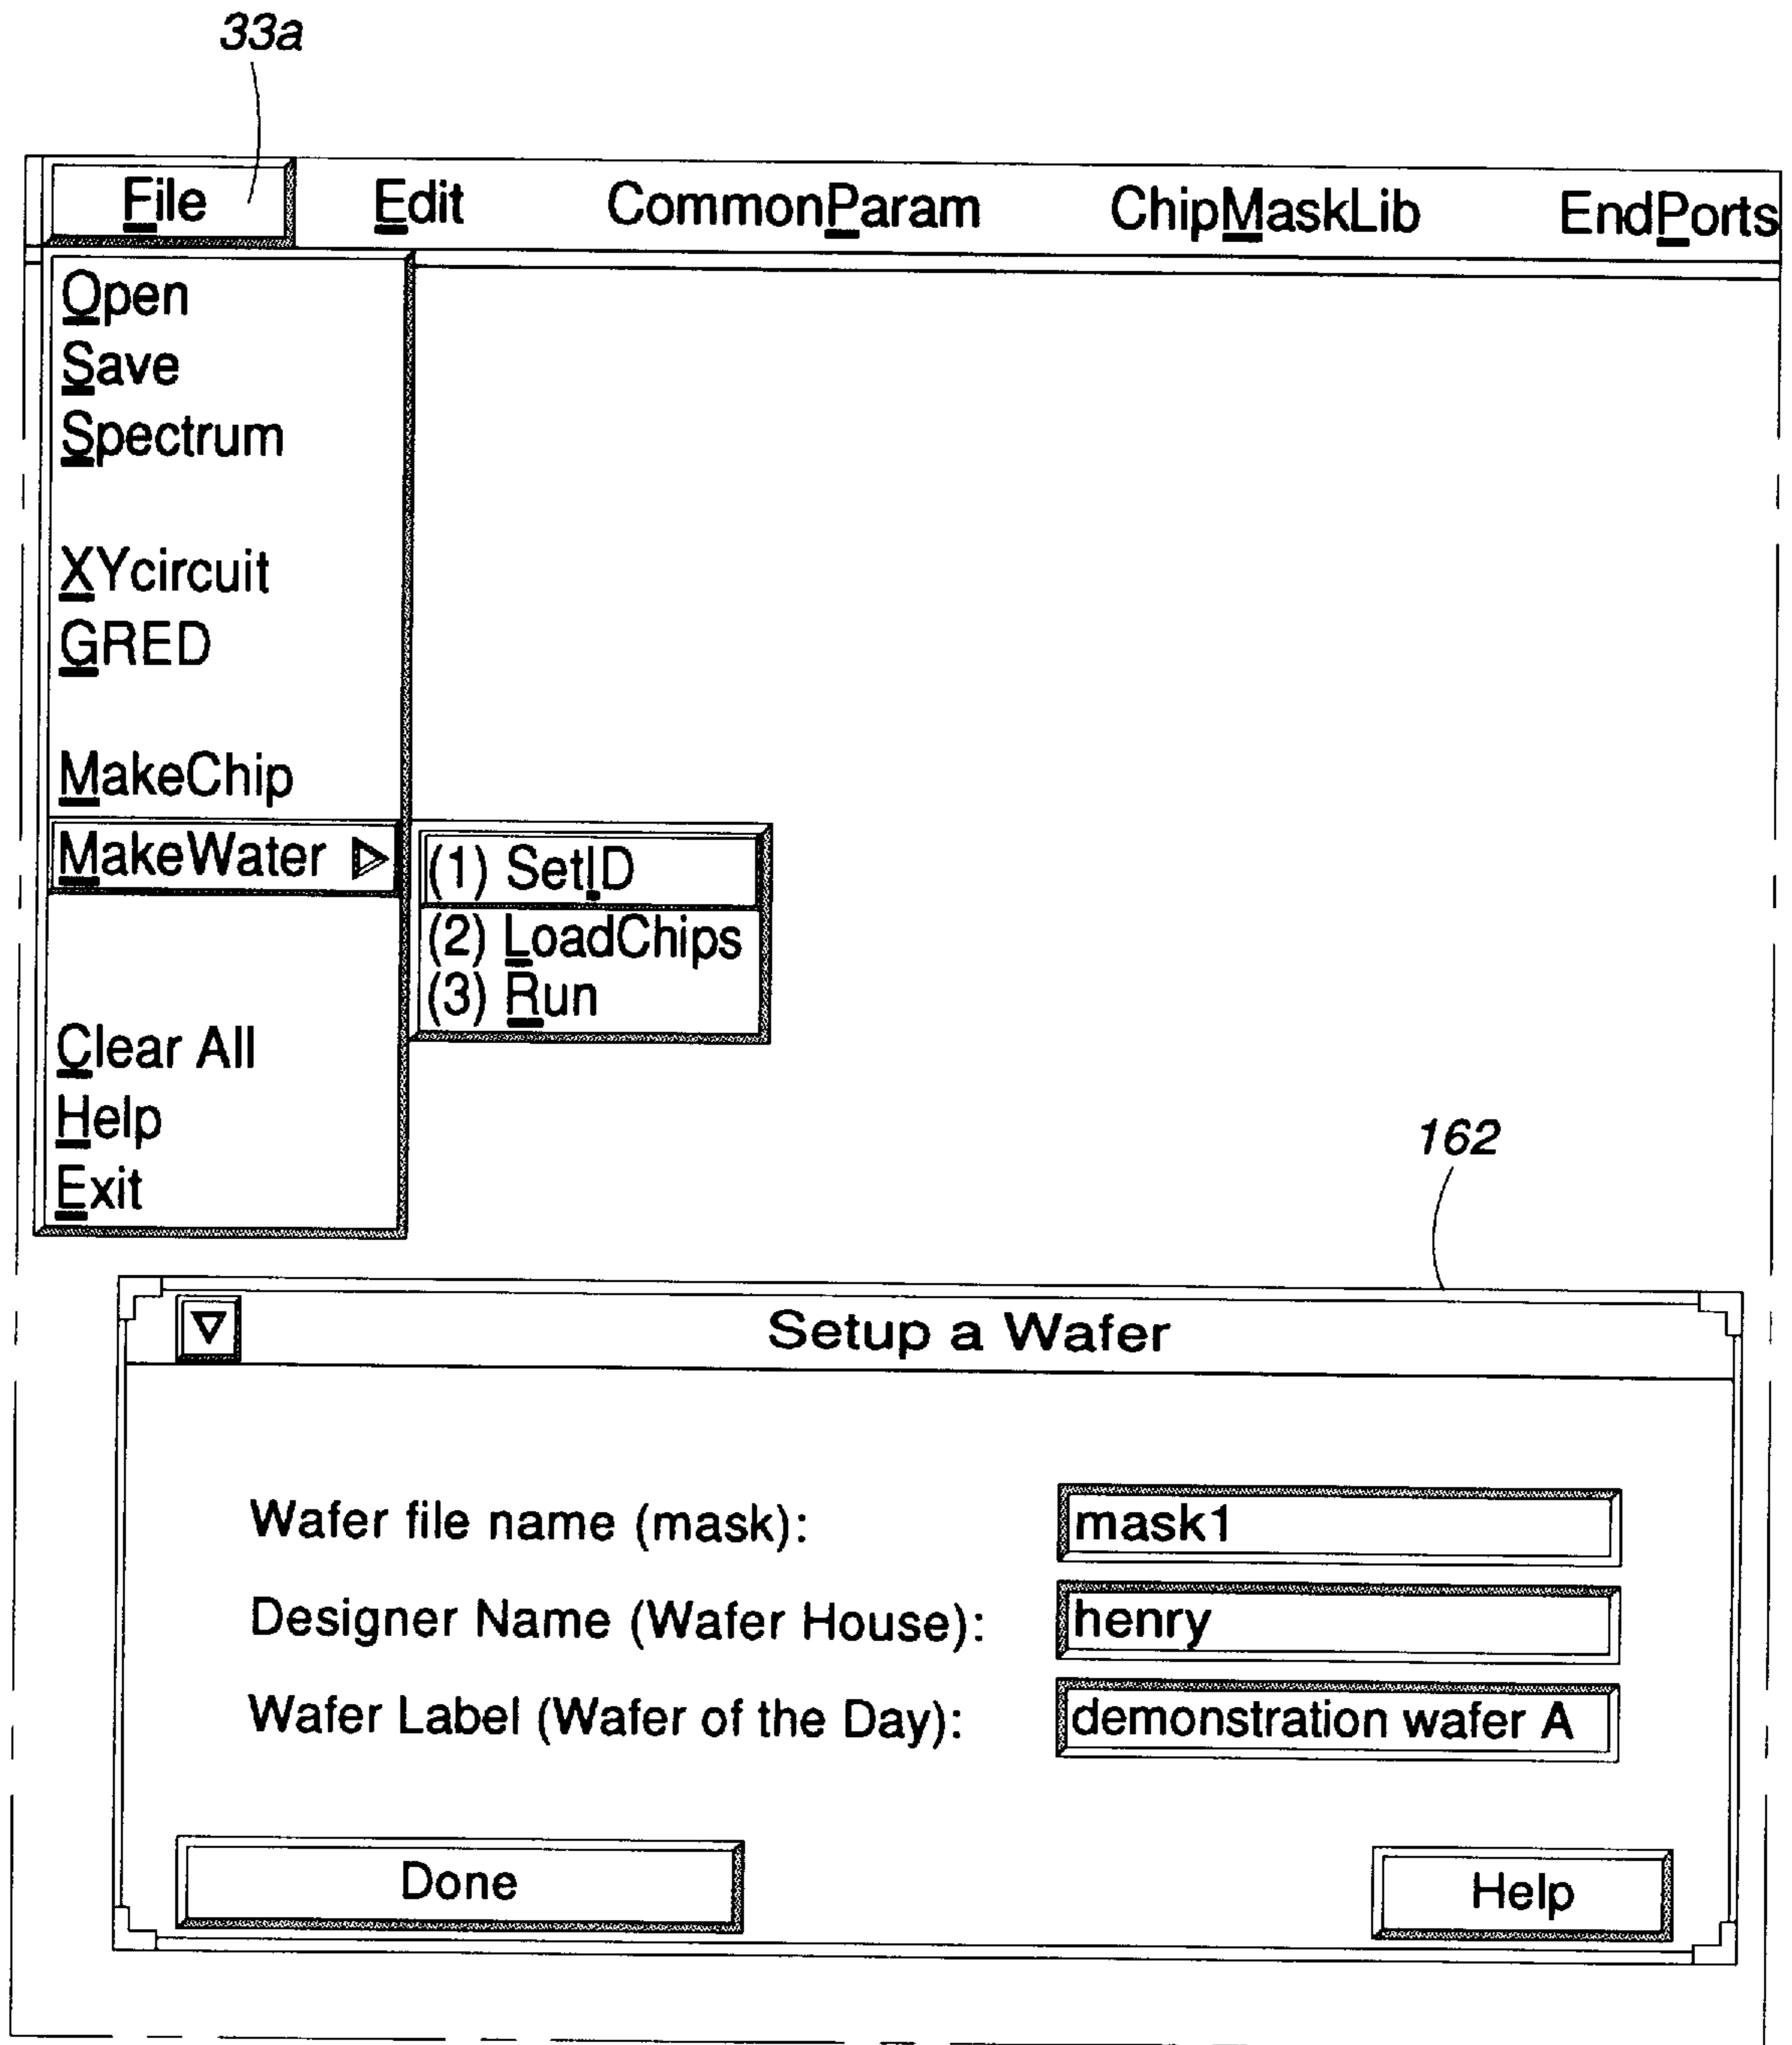 33a
File Edit CommonParam ChipMaskLib EndPorts
Open
Save
Spectrum
XYcircuit
GRED
MakeChip
MakeWater
(1) SetID
(2) LoadChips
(3) Run
Clear All
Help
Exit
162
Setup a Wafer
Wafer file name (mask): mask1
Designer Name (Wafer House): henry
Wafer Label (Wafer of the Day): demonstration wafer A
Done Help